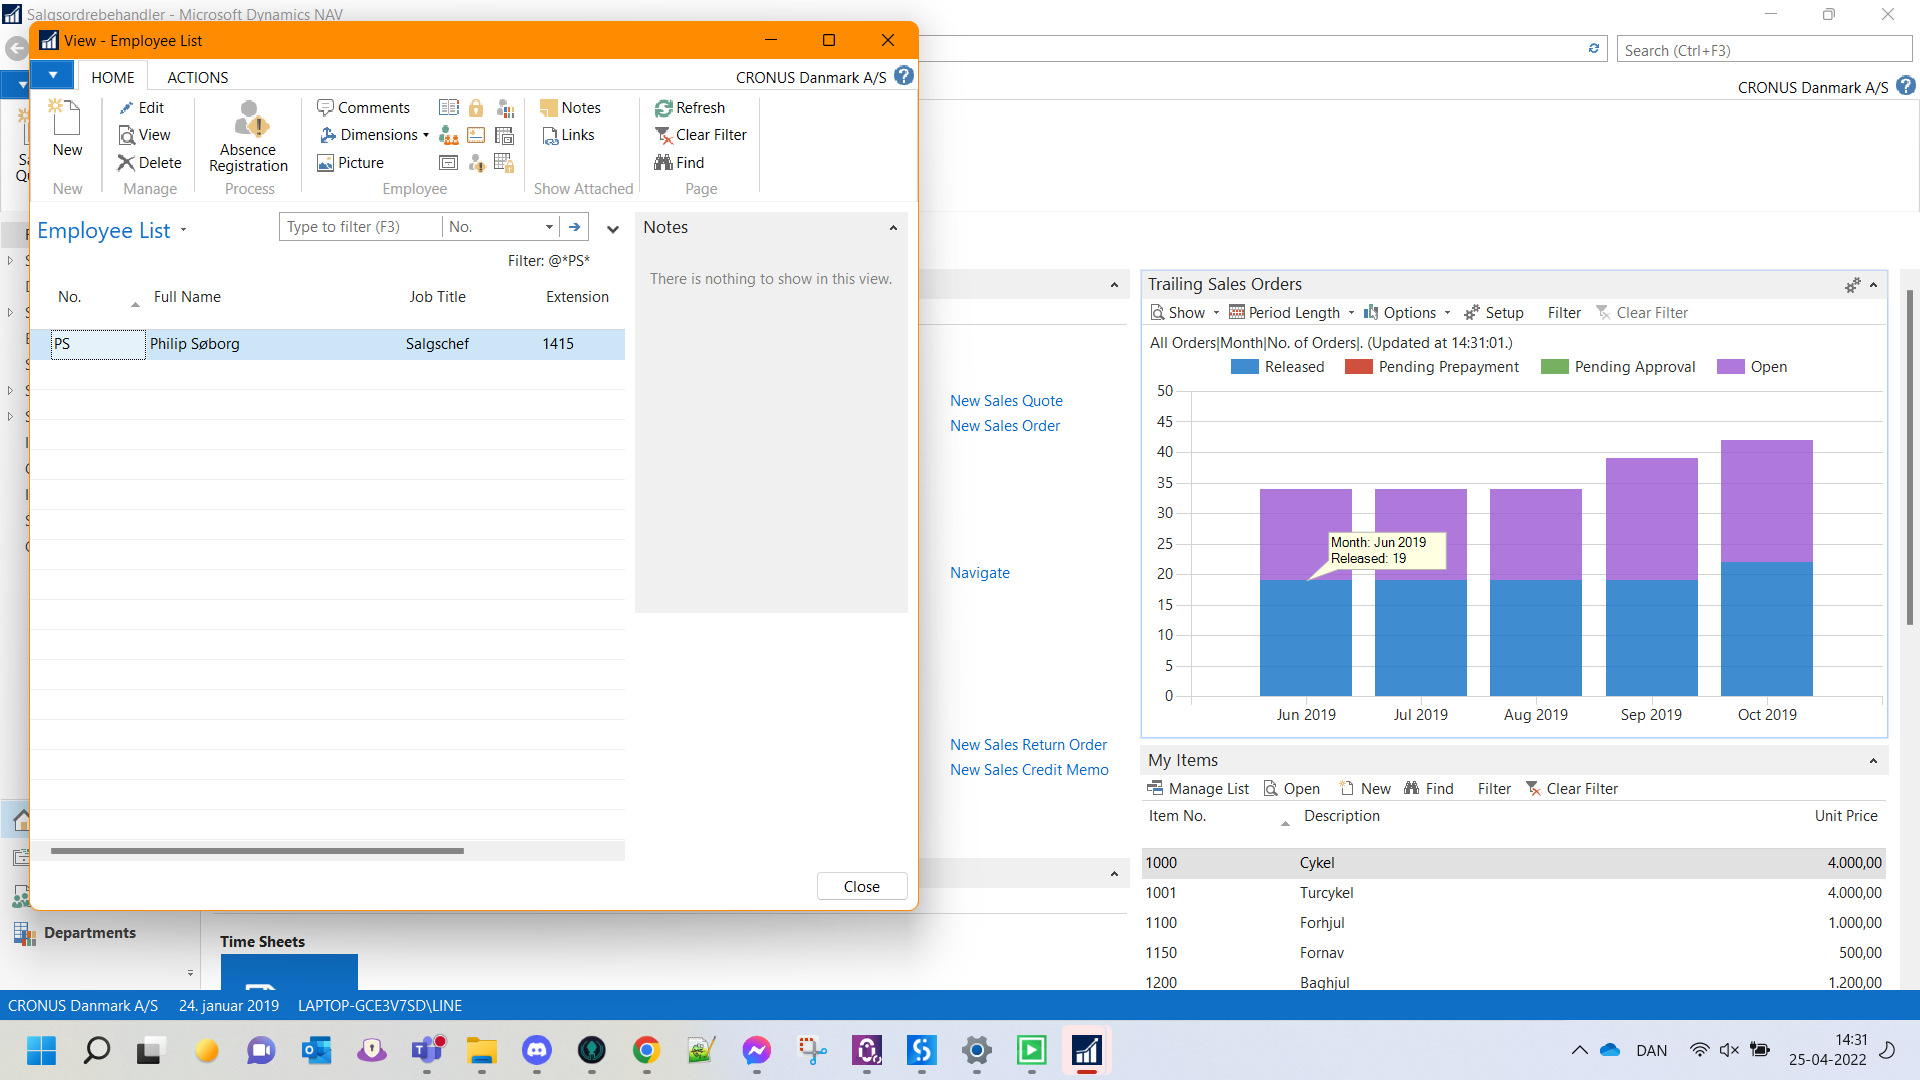 Salgsordrebehandler - Microsoft Dynamics NAV
View - Employee List
Search (Ctrl+F3)
HOME
ACTIONS
CRONUS Danmark A/S
CRONUS Danmark A/S
New
Edit
View
Delete
Absence Registration
Comments
Dimensions
Picture
Notes
Links
Refresh
Clear Filter
Find
New
Manage
Process
Employee
Show Attached
Page
Employee List
Type to filter (F3)
No.
Filter: @*PS*
No.
Full Name
Job Title
Extension
PS
Philip Søborg
Salgschef
1415
Notes
There is nothing to show in this view.
Close
New Sales Quote
New Sales Order
Navigate
New Sales Return Order
New Sales Credit Memo
Trailing Sales Orders
Show
Period Length
Options
Setup
Filter
Clear Filter
All Orders|Month|No. of Orders|. (Updated at 14:31:01.)
Released
Pending Prepayment
Pending Approval
Open
50
45
40
35
30
25
20
15
10
5
0
Month: Jun 2019
Released: 19
Jun 2019
Jul 2019
Aug 2019
Sep 2019
Oct 2019
My Items
Manage List
Open
New
Find
Filter
Clear Filter
Item No.
Description
Unit Price
1000
Cykel
4.000,00
1001
Turcykel
4.000,00
1100
Forhjul
1.000,00
1150
Fornav
500,00
1200
Baghjul
1.200,00
Departments
Time Sheets
CRONUS Danmark A/S
24. januar 2019
LAPTOP-GCE3V7SD\LINE
DAN
14:31
25-04-2022